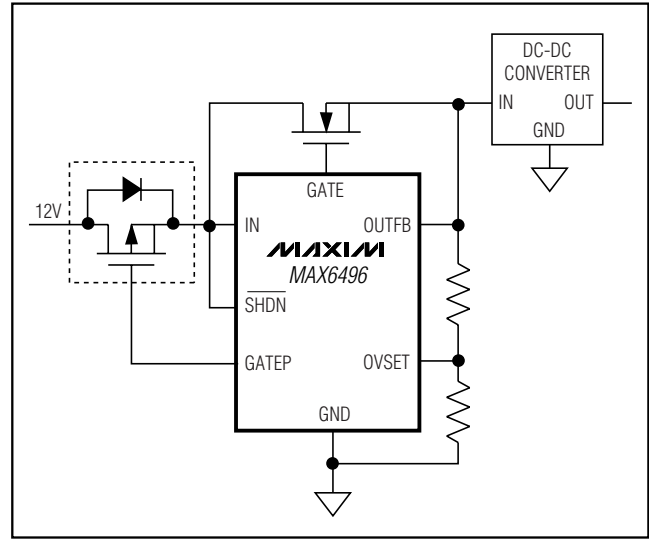 DC-DC
CONVERTER
IN OUT
GND
12V
GATE
IN OUTFB
MAXIM
MAX6496
SHDN
GATEP OVSET
GND